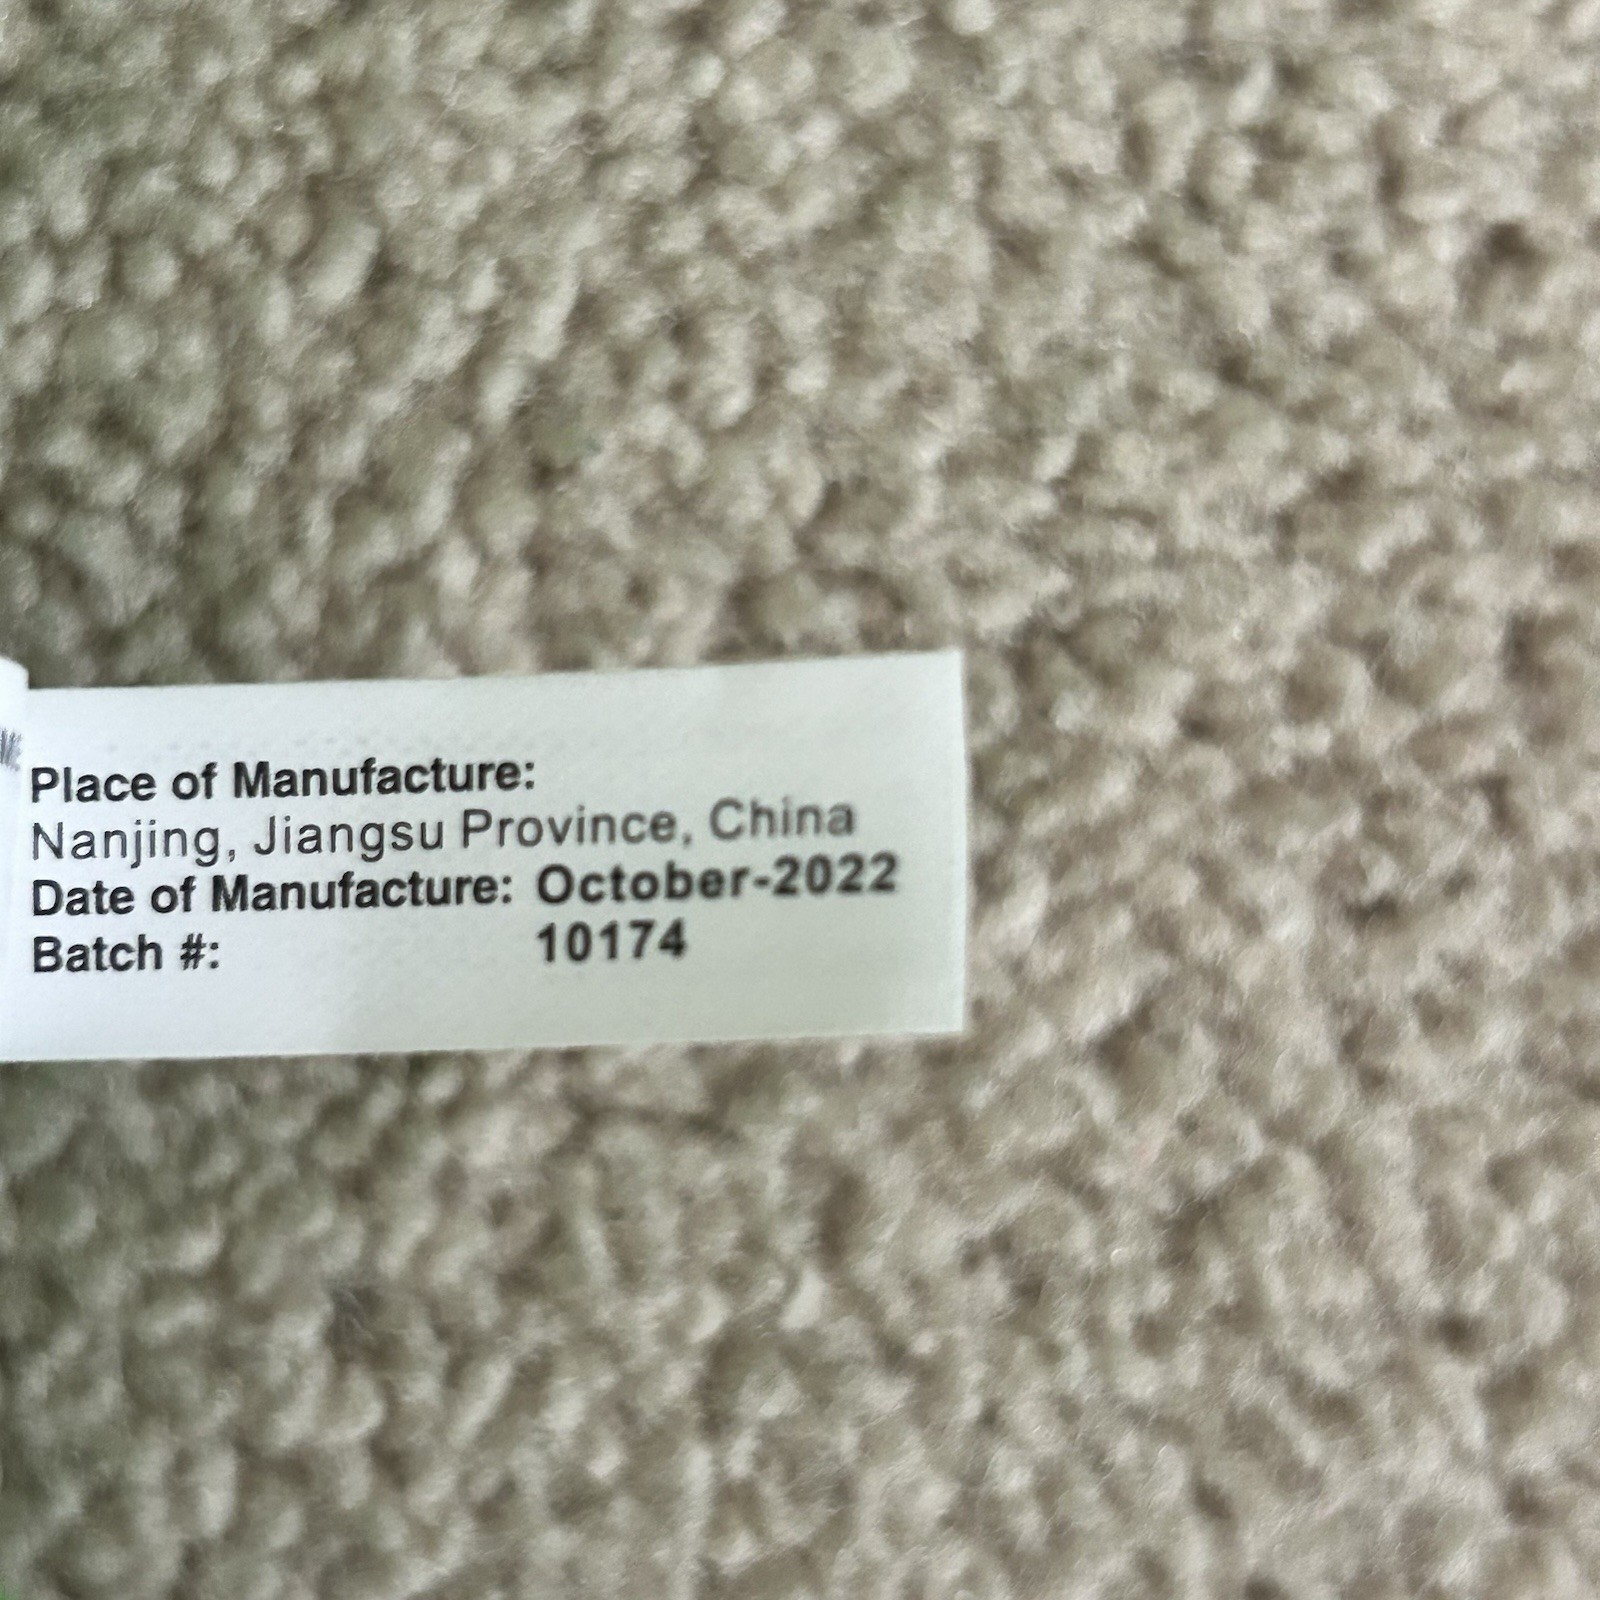 Place of Manufacture:
Nanjing, Jiangsu Province, China
Date of Manufacture: October-2022
Batch #: 10174